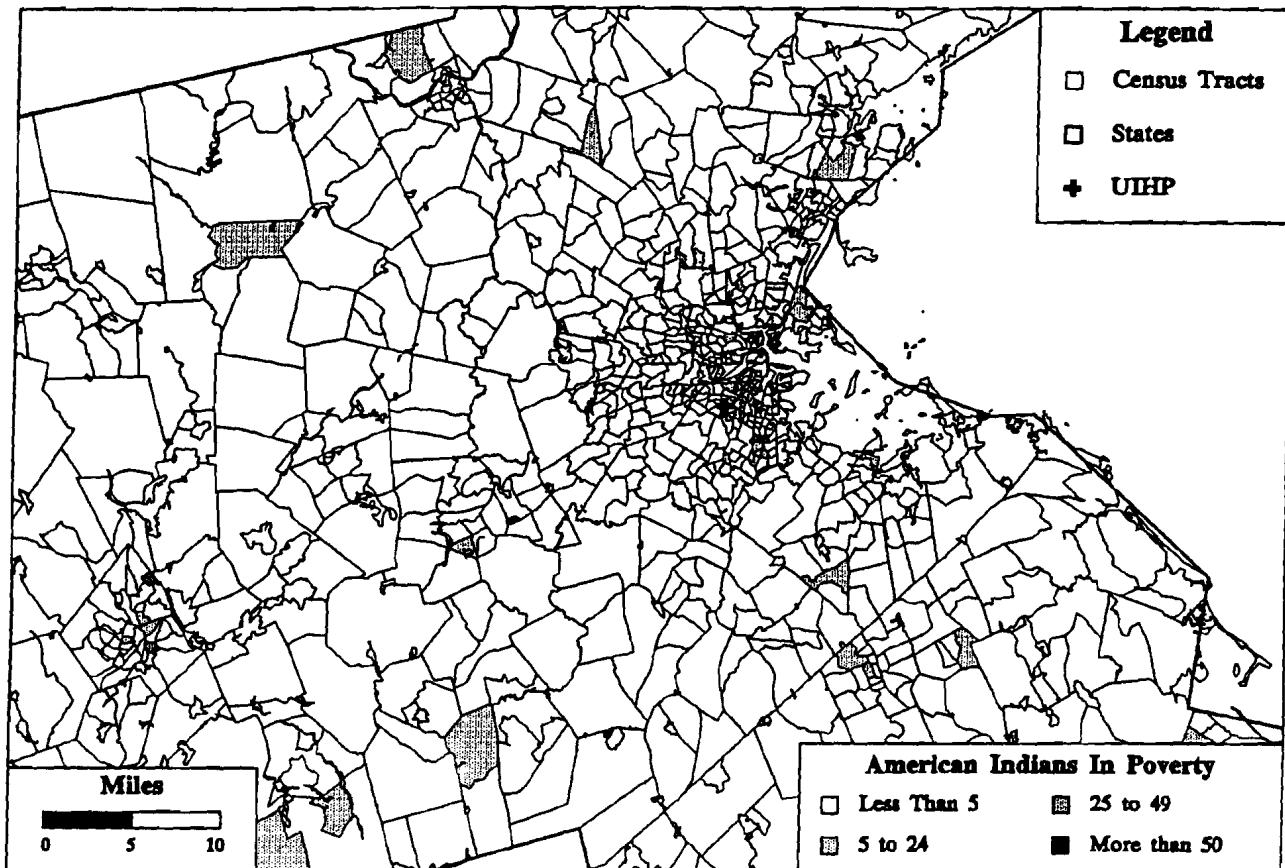 Legend
Census Tracts
States
UIHP
Miles
0 5 10
American Indians In Poverty
Less Than 5
25 to 49
5 to 24
More than 50